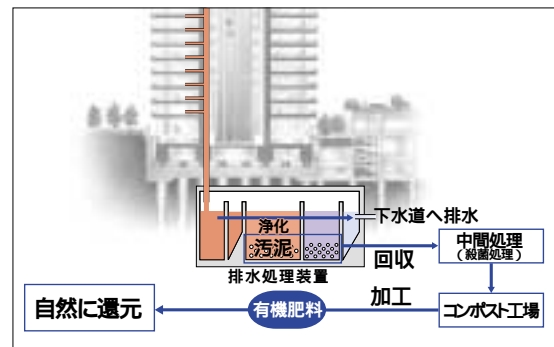 下水道へ排水
浄化
汚泥
排水処理装置
回収
中間処理
(殺菌処理)
加工
コンポスト工場
有機肥料
自然に還元